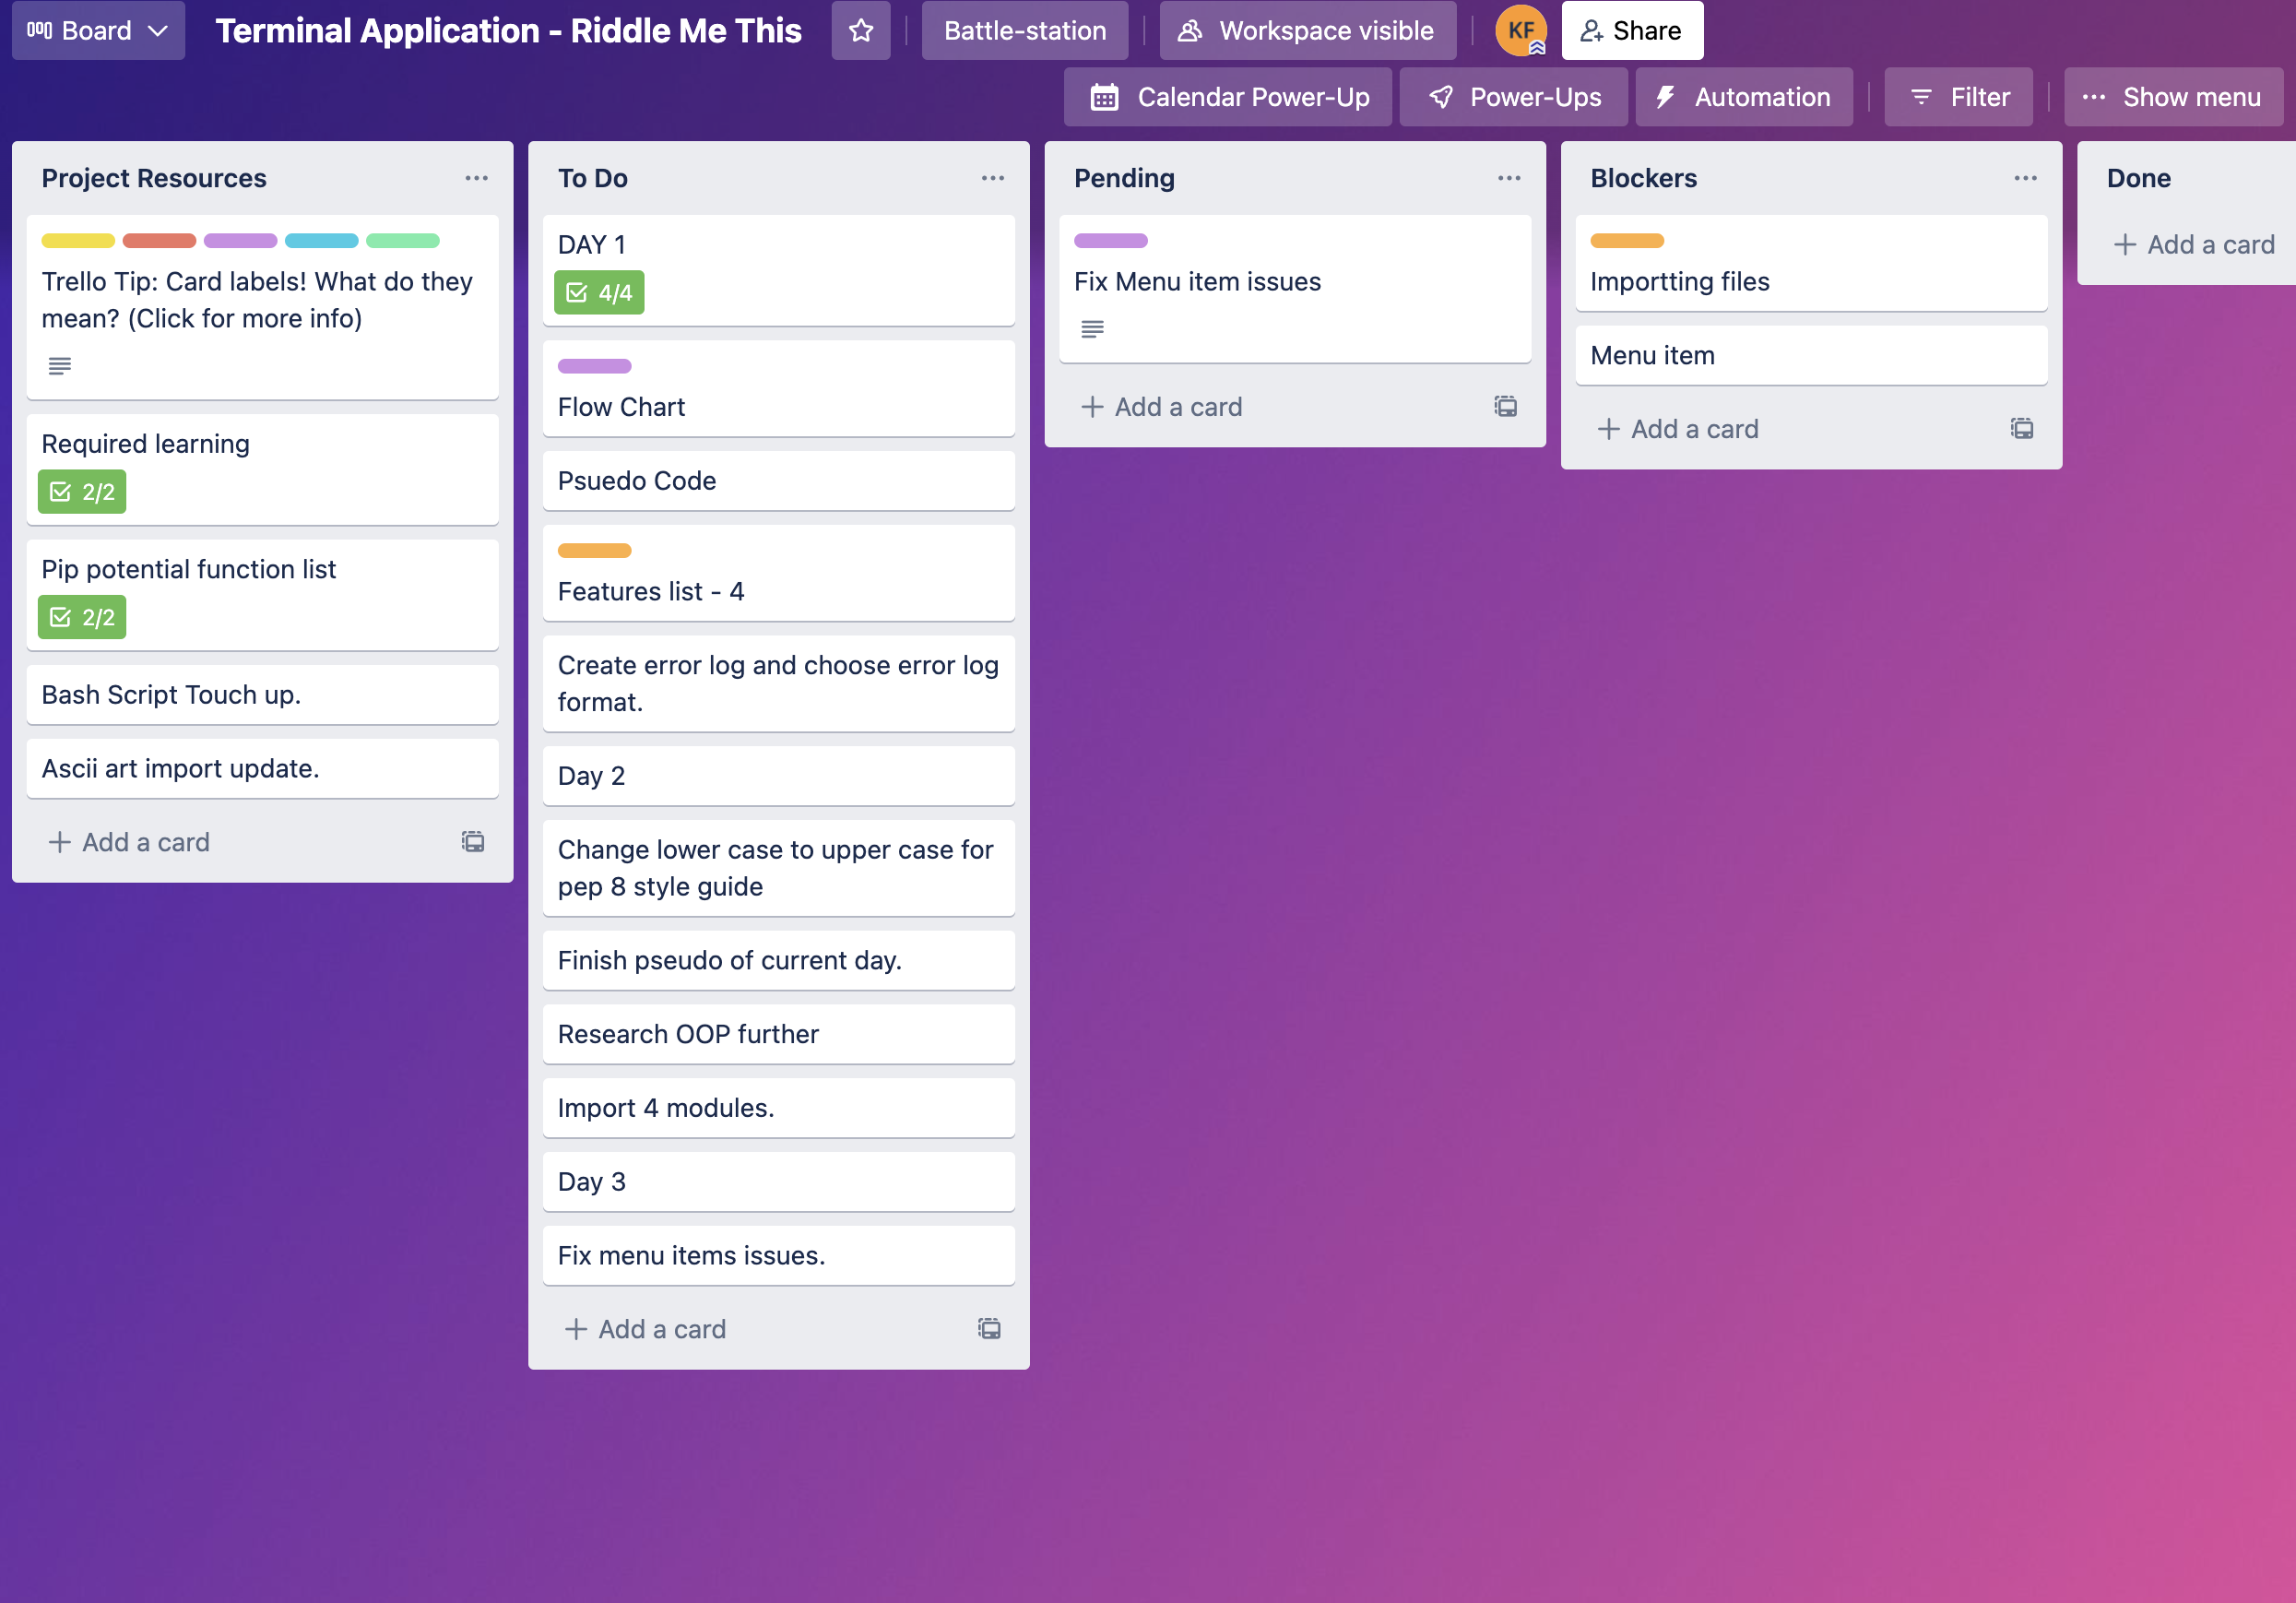 Board
Terminal Application - Riddle Me This
Battle-station
Workspace visible
KF
Share
Calendar Power-Up
Power-Ups
Automation
Filter
Show menu
Project Resources
Trello Tip: Card labels! What do they
mean? (Click for more info)
Required learning
2/2
Pip potential function list
2/2
Bash Script Touch up.
Ascii art import update.
Add a card
To Do
DAY 1
4/4
Flow Chart
Psuedo Code
Features list - 4
Create error log and choose error log
format.
Day 2
Change lower case to upper case for
pep 8 style guide
Finish pseudo of current day.
Research OOP further
Import 4 modules.
Day 3
Fix menu items issues.
Add a card
Pending
Fix Menu item issues
Add a card
Blockers
Importting files
Menu item
Add a card
Done
Add a card